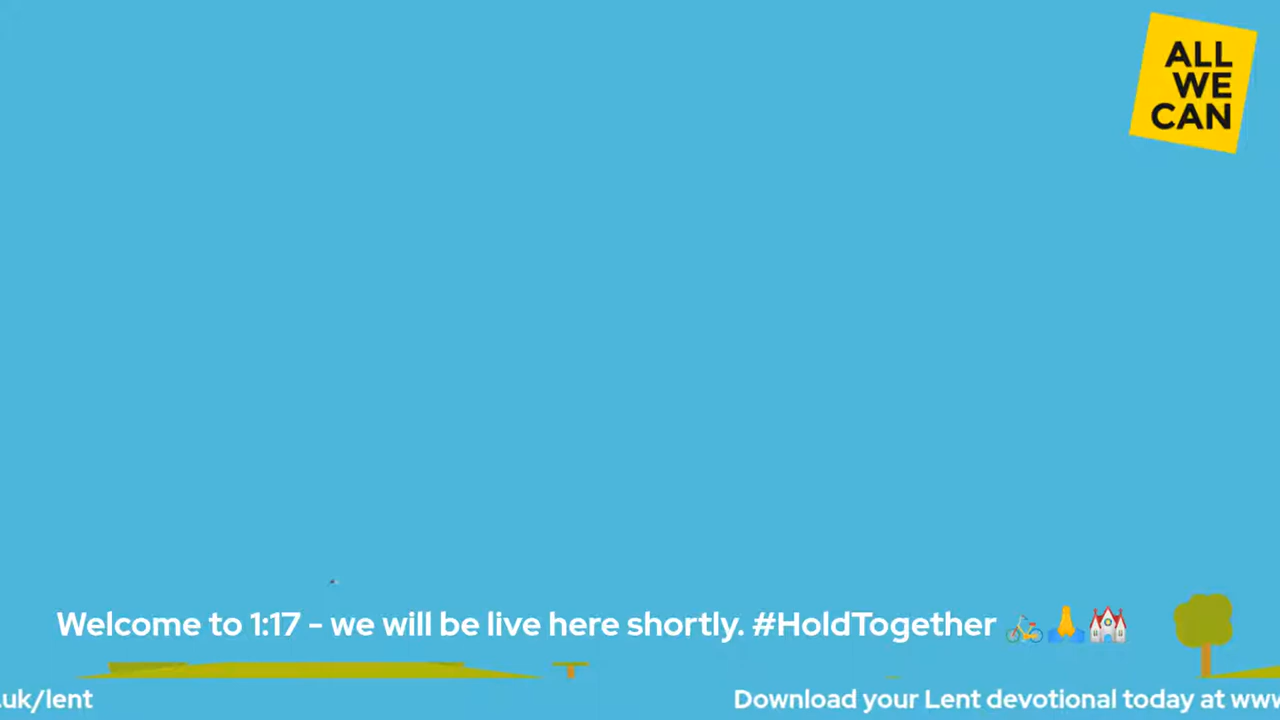 ALL
WE
CAN
Welcome to 1:17 - we will be live here shortly. #HoldTogether 🚲🙏💒
.uk/lent
Download your Lent devotional today at www